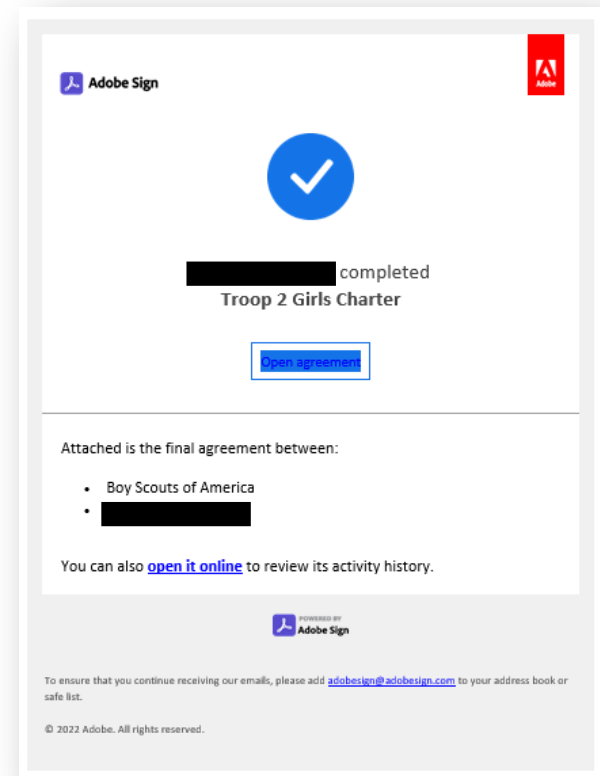 Adobe Sign
Adobe
completed
Troop 2 Girls Charter
Open agreement
Attached is the final agreement between:
• Boy Scouts of America
•
You can also open it online to review its activity history.
POWERED BY
Adobe Sign
To ensure that you continue receiving our emails, please add adobesign@adobesign.com to your address book or
safe list.
© 2022 Adobe. All rights reserved.